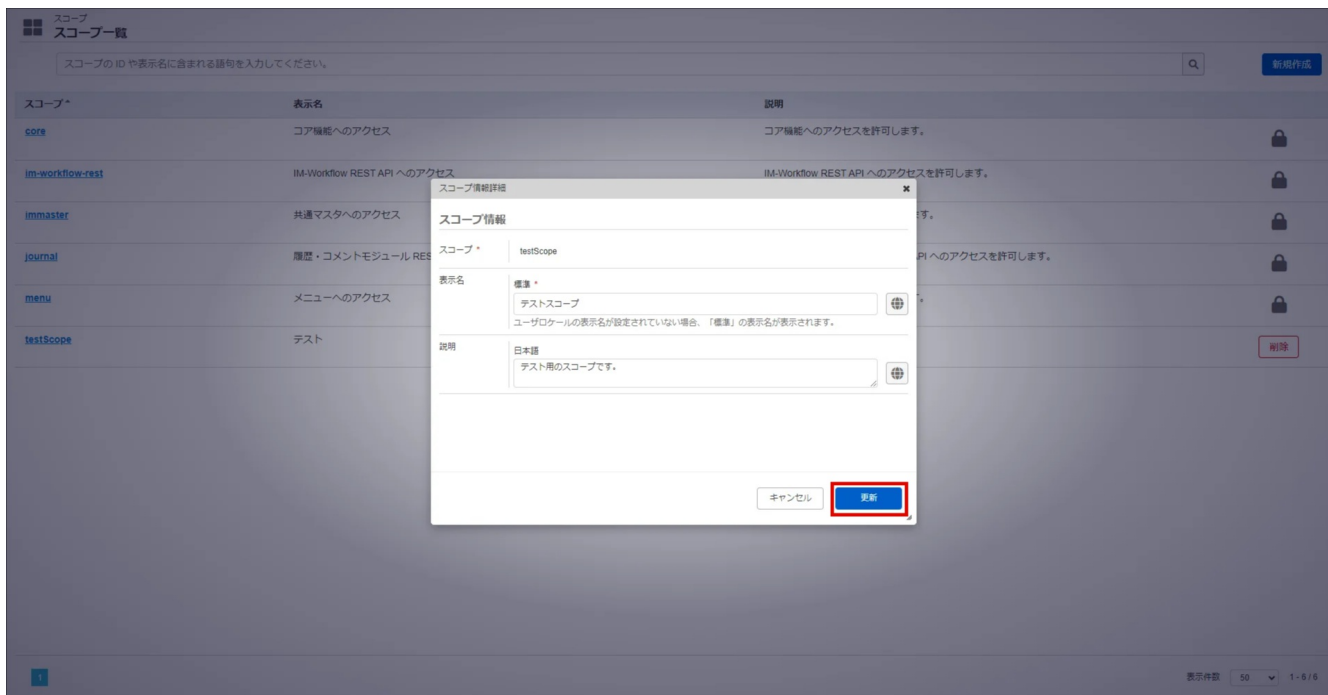 スコープ
スコープ一覧
スコープの ID や表示名に含まれる語句を入力してください。
新規作成
スコープ 表示名 説明
core コア機能へのアクセス コア機能へのアクセスを許可します。
im-workflow-rest IM-Workflow REST API へのアクセス IM-Workflow REST API へのアクセスを許可します。
immaster 共通マスタへのアクセス ます。
journal 履歴・コメントモジュール RES API へのアクセスを許可します。
menu メニューへのアクセス
testScope テスト 削除
スコープ情報詳細
スコープ情報
スコープ * testScope
表示名 標準 *
テストスコープ
ユーザロケールの表示名が設定されていない場合、「標準」の表示名が表示されます。
説明 日本語
テスト用のスコープです。
キャンセル 更新
1 表示件数 50 1 - 6 / 6